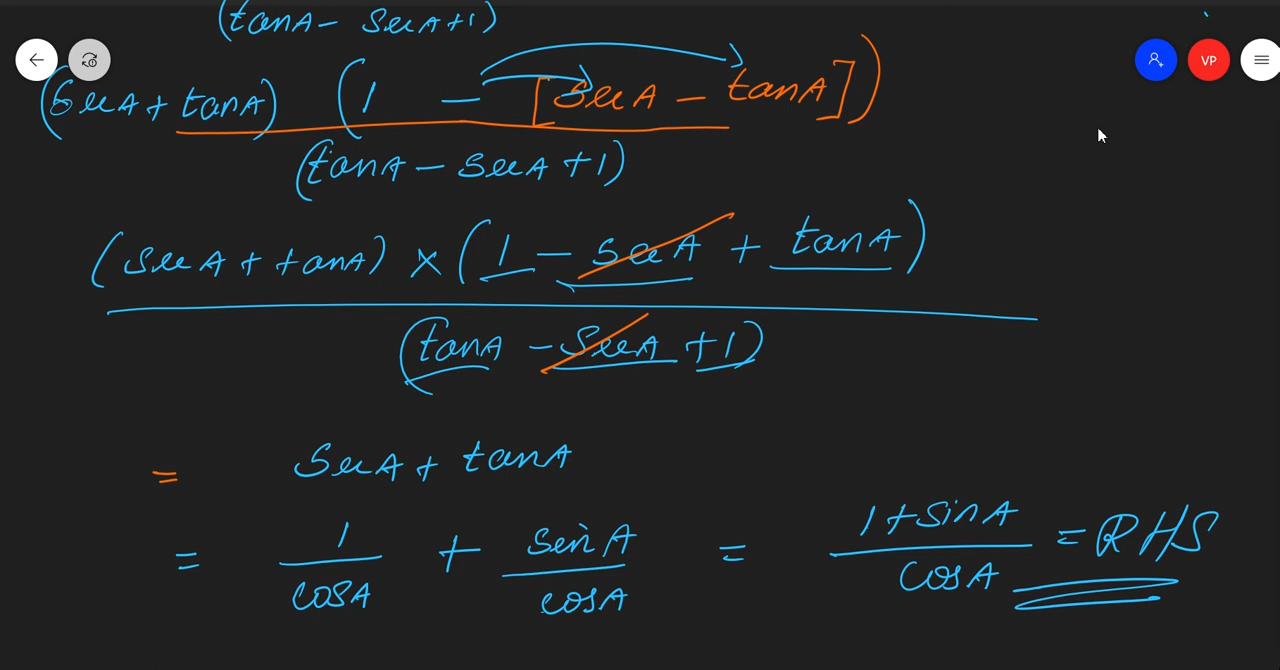 (tanA - secA+1)
VP
(secA + tanA) (1 - [secA - tanA])
(tanA - secA +1)
(secA + tanA) × (1 - secA + tanA)
(tanA - secA +1)
= secA + tanA
= 1/cosA + sinA/cosA = 1+sinA/cosA = RHS